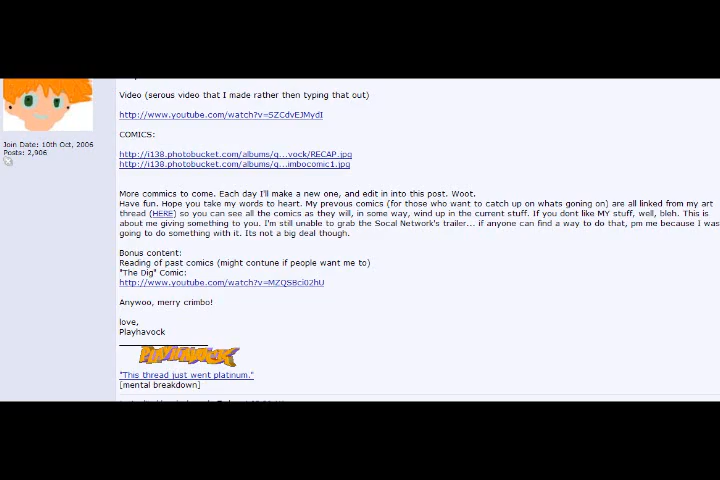 Video (serous video that I made rather then typing that out)
http://www.youtube.com/watch?v=SZCdvEJMydI
Join Date: 10th Oct, 2006
COMICS:
Posts: 2,906
http://i138.photobucket.com/albums/q...vock/RECAP.jpg
http://i138.photobucket.com/albums/q...imbocomic1.jpg
More commics to come. Each day I'll make a new one, and edit in into this post. Woot.
Have fun. Hope you take my words to heart. My prevous comics (for those who want to catch up on whats goning on) are all linked from my art
thread (HERE) so you can see all the comics as they will, in some way, wind up in the current stuff. If you dont like MY stuff, well, bleh. This is
about me giving something to you. I'm still unable to grab the Socal Network's trailer... if anyone can find a way to do that, pm me because I was
going to do something with it. Its not a big deal though.
Bonus content:
Reading of past comics (might contune if people want me to)
"The Dig" Comic:
http://www.youtube.com/watch?v=MZQS8ci02hU
Anywoo, merry crimbo!
love,
Playhavock
PLAYHAVOCK
"This thread just went platinum."
[mental breakdown]